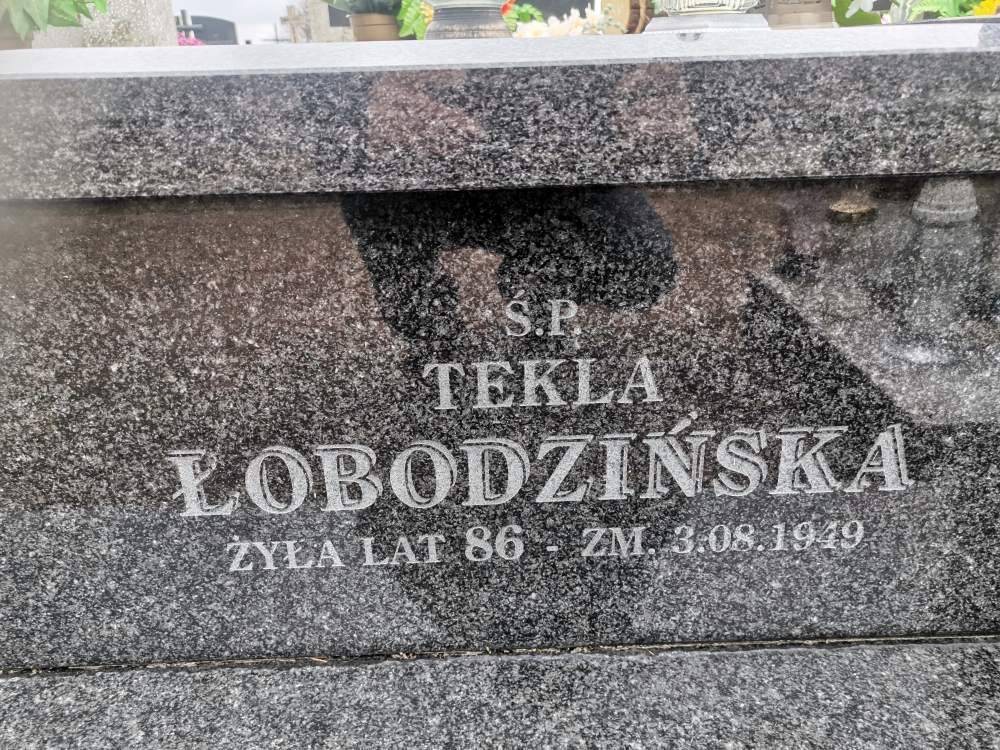 Ś.P.
TEKLA
ŁOBODZIŃSKA
ŻYŁA LAT 86 - ZM. 3.08.1949